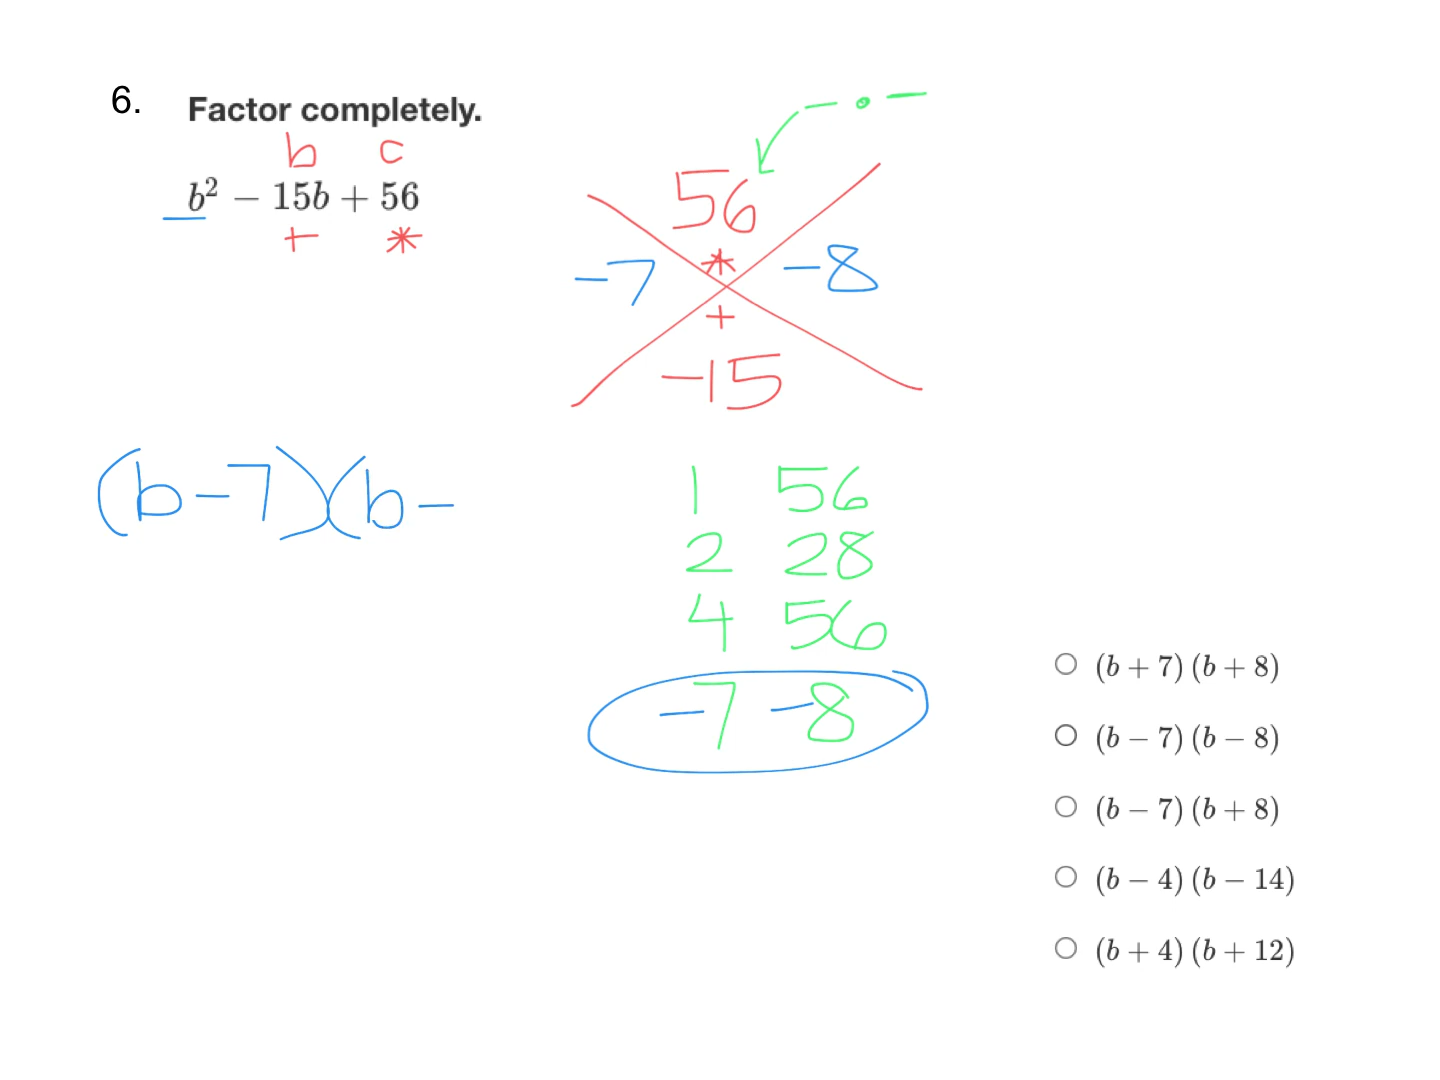 6. Factor completely.
b c
b² − 15b + 56
+ *
56
−7 * −8
+
−15
(b−7)(b−
1 56
2 28
4 56
−7 −8
(b + 7) (b + 8)
(b − 7) (b − 8)
(b − 7) (b + 8)
(b − 4) (b − 14)
(b + 4) (b + 12)